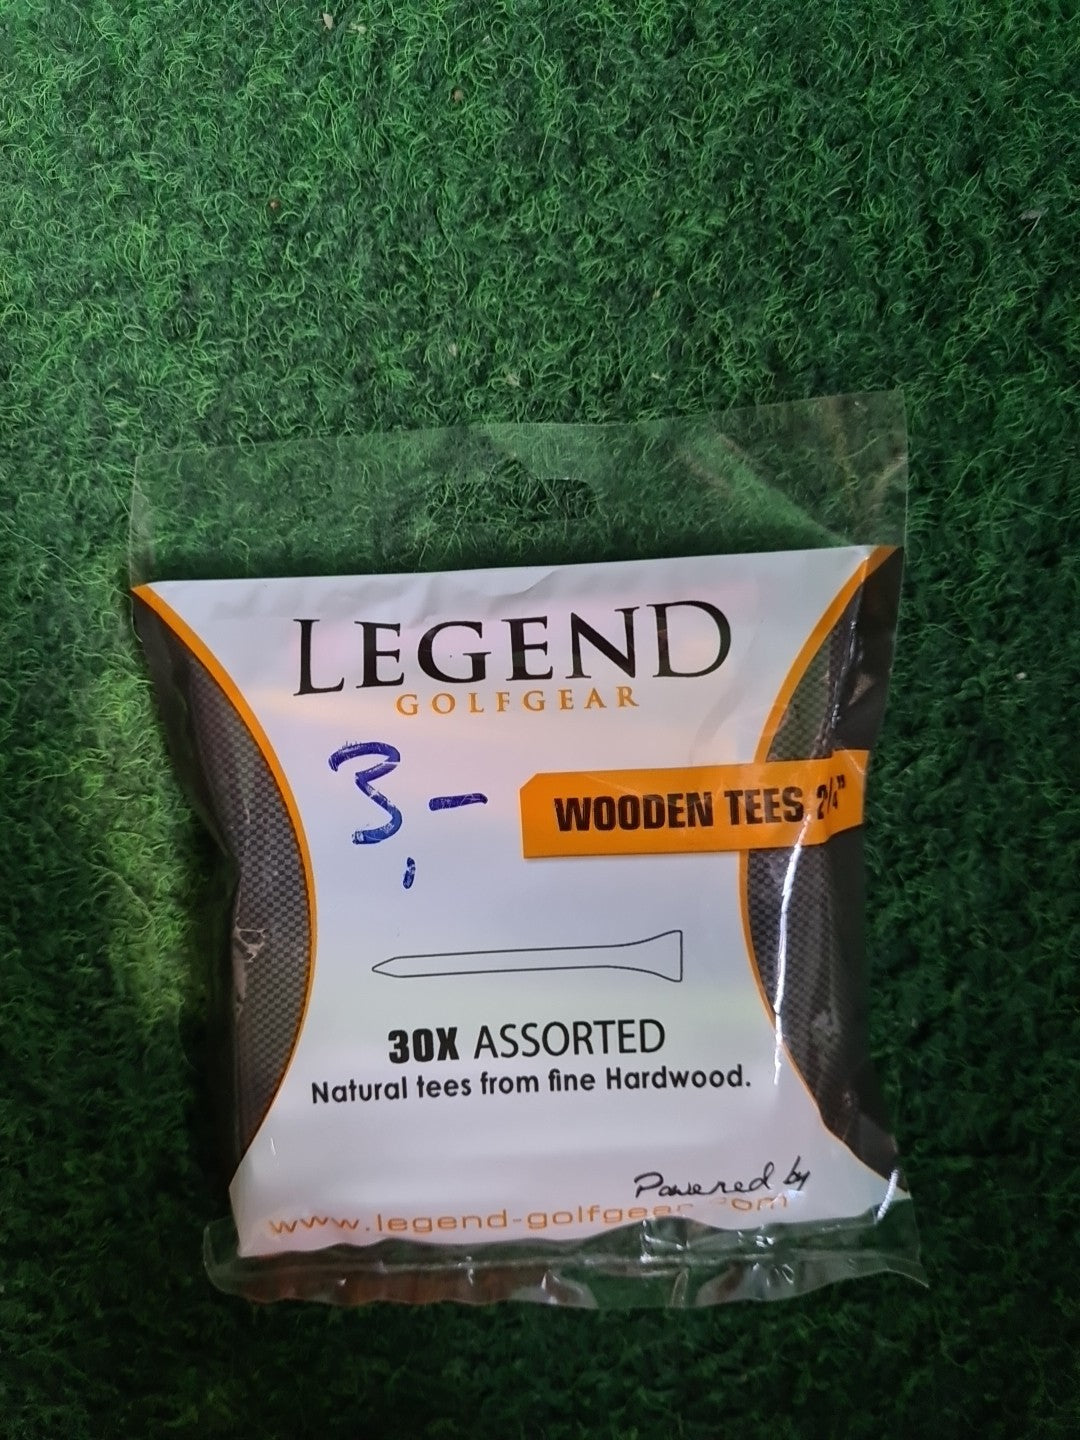 LEGEND
GOLFGEAR
3,-
WOODEN TEES 2/4"
30X ASSORTED
Natural tees from fine Hardwood.
Powered by
www.legend-golfgear.com